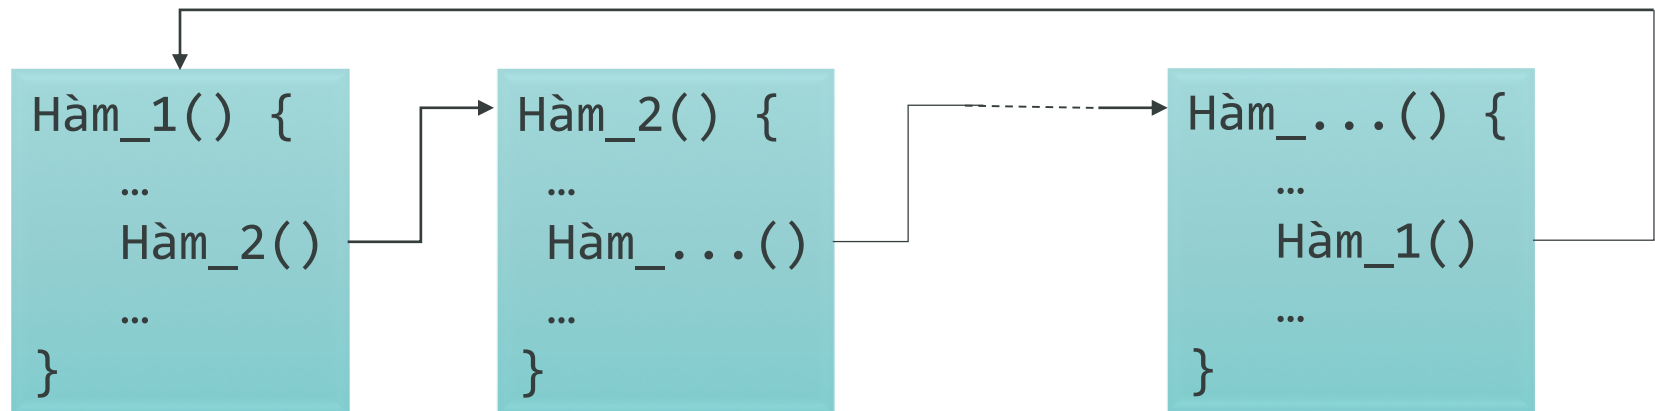 Hàm_1() {
…
Hàm_2()
…
}
Hàm_2() {
…
Hàm_...()
…
}
Hàm_...() {
…
Hàm_1()
…
}